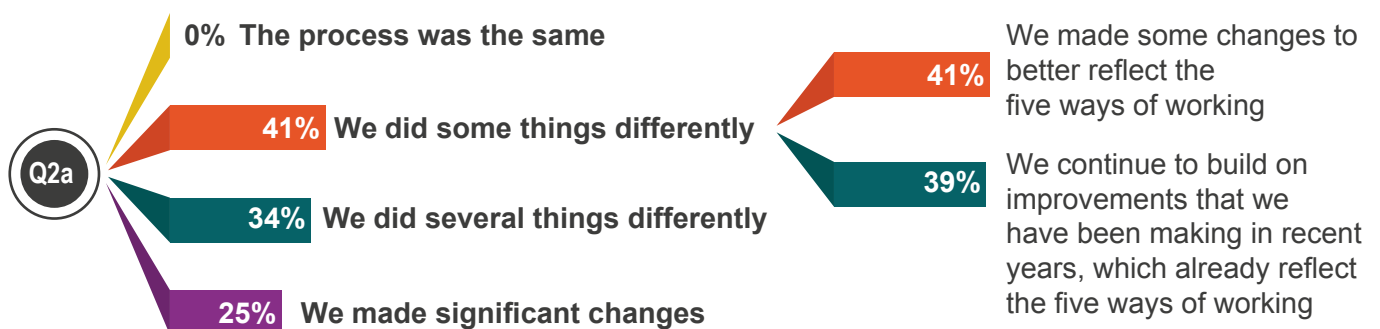 Q2a
0% The process was the same
41% We did some things differently
34% We did several things differently
25% We made significant changes
41%
We made some changes to
better reflect the
five ways of working
39%
We continue to build on
improvements that we
have been making in recent
years, which already reflect
the five ways of working